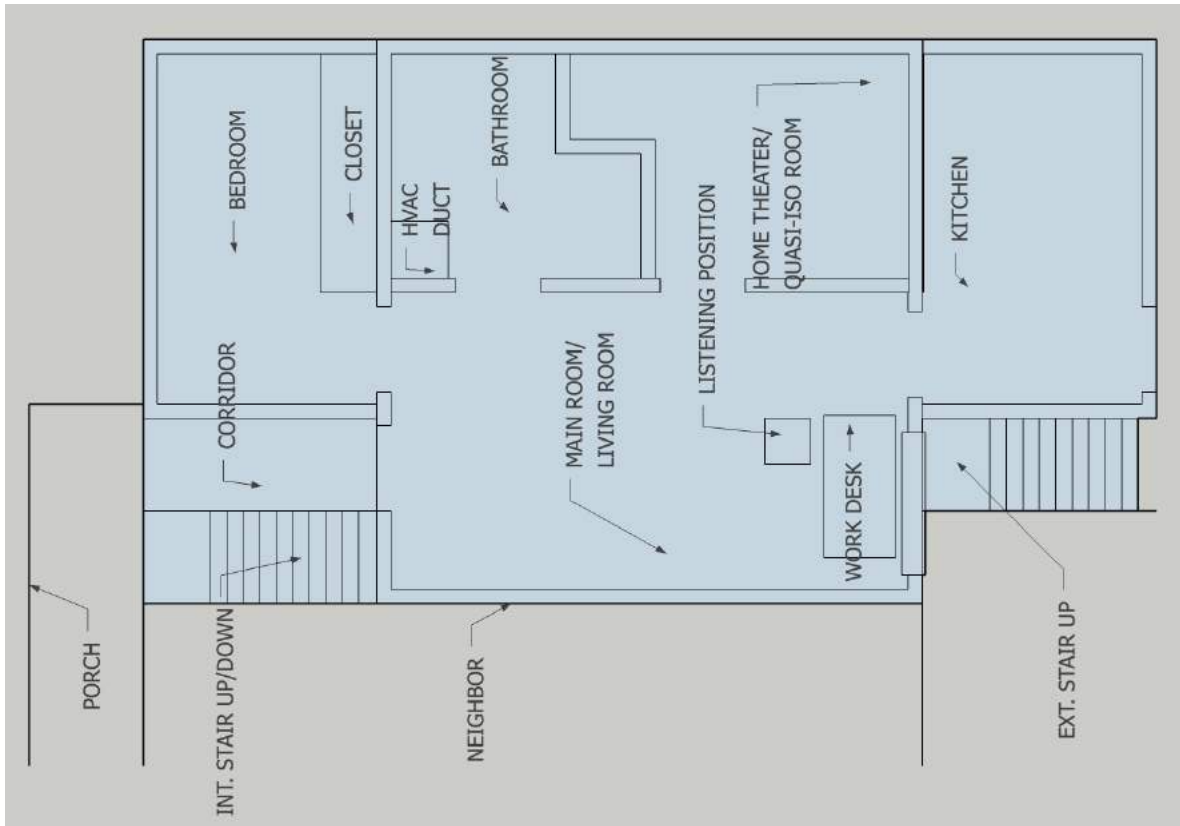 PORCH
INT. STAIR UP/DOWN
CORRIDOR
BEDROOM
CLOSET
HVAC
DUCT
BATHROOM
NEIGHBOR
MAIN ROOM/
LIVING ROOM
LISTENING POSITION
HOME THEATER/
QUASI-ISO ROOM
WORK DESK
KITCHEN
EXT. STAIR UP